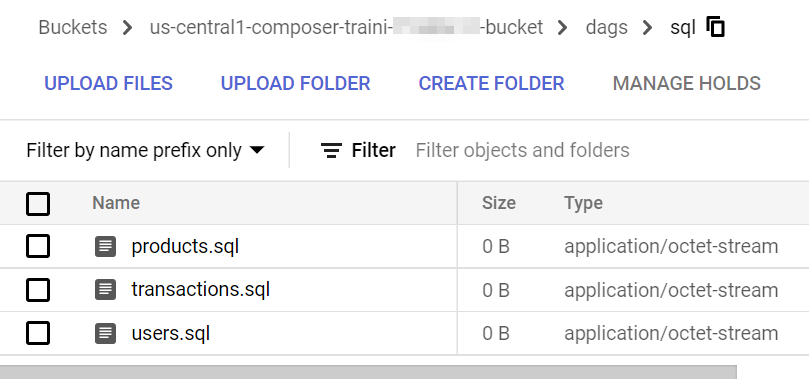 Buckets > us-central1-composer-traini- -bucket > dags > sql
UPLOAD FILES UPLOAD FOLDER CREATE FOLDER MANAGE HOLDS
Filter by name prefix only Filter Filter objects and folders
Name Size Type
products.sql 0 B application/octet-stream
transactions.sql 0 B application/octet-stream
users.sql 0 B application/octet-stream